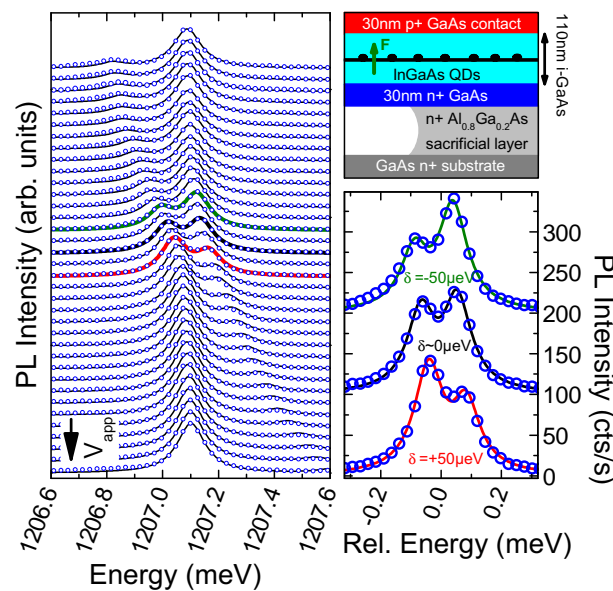 PL Intensity (arb. units)
V_app
1206.6
1206.8
1207.0
1207.2
1207.4
1207.6
Energy (meV)
30nm p+ GaAs contact
F
InGaAs QDs
30nm n+ GaAs
n+ Al_0.8Ga_0.2As
sacrificial layer
GaAs n+ substrate
110nm i-GaAs
δ=-50µeV
δ~0µeV
δ=+50µeV
300
250
200
150
100
50
0
PL Intensity (cts/s)
-0.2
0.0
0.2
Rel. Energy (meV)